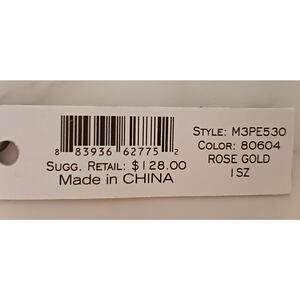 8 83936 62775 2
SUGG. RETAIL: $128.00
Made in CHINA
STYLE: M3PE530
COLOR: 80604
ROSE GOLD
1SZ